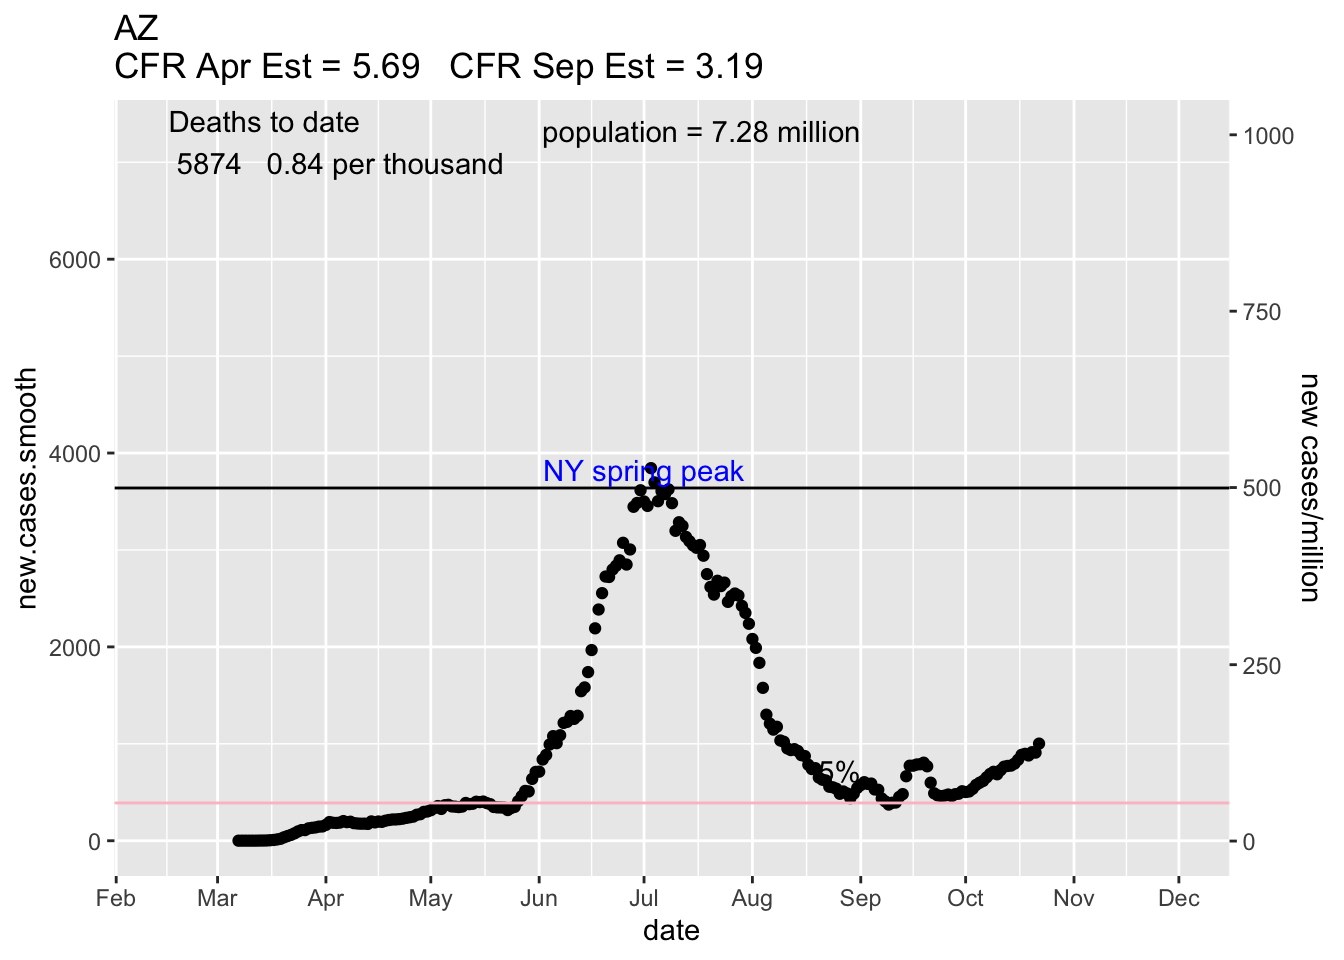 AZ
CFR Apr Est = 5.69   CFR Sep Est = 3.19
Deaths to date
5874   0.84 per thousand
population = 7.28 million
NY spring peak
5%
new.cases.smooth
6000
4000
2000
0
1000
750
500
250
0
new cases/million
Feb Mar Apr May Jun Jul Aug Sep Oct Nov Dec
date